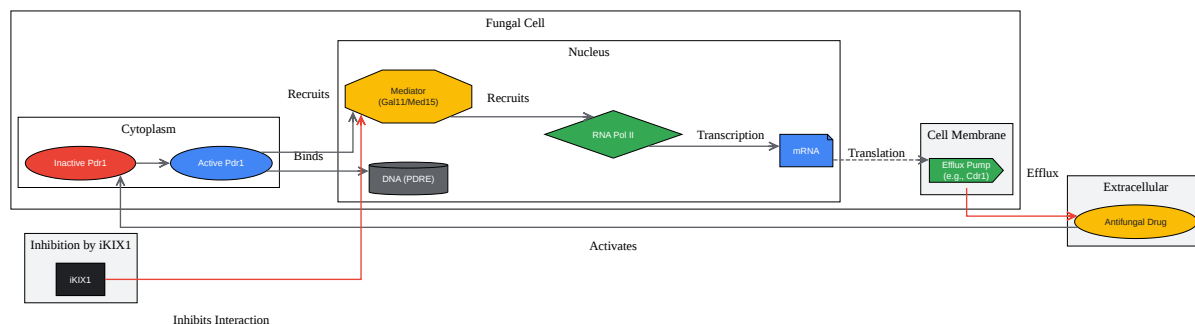 Fungal Cell
Nucleus
Recruits
Mediator
(Gal11/Med15)
Recruits
Cytoplasm
RNA Pol II
Transcription
Cell Membrane
Inactive Pdr1
Active Pdr1
Binds
mRNA
Translation
DNA (PDRE)
Efflux Pump
(e.g., Cdr1)
Efflux
Extracellular
Antifungal Drug
Inhibition by iKIX1
Activates
iKIX1
Inhibits Interaction